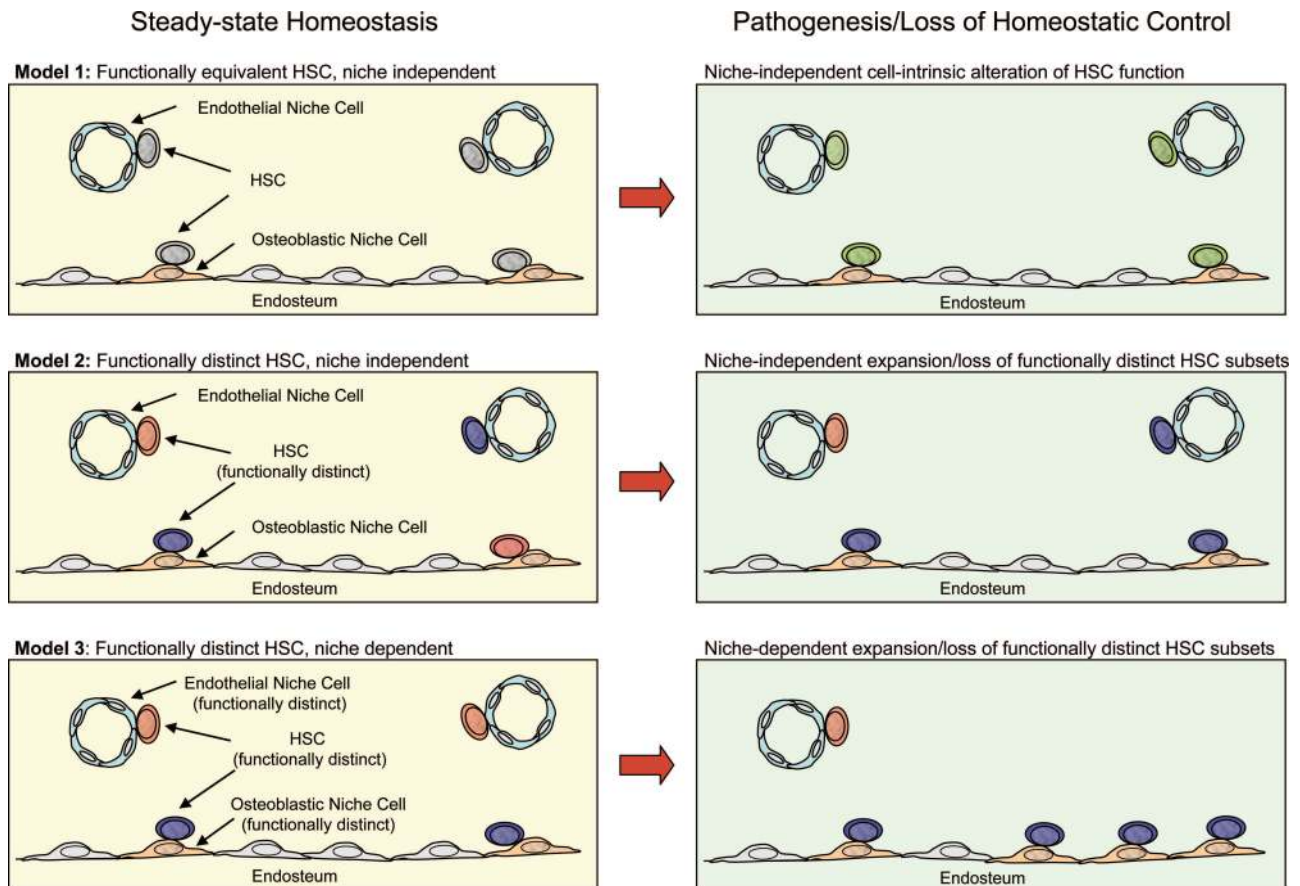 Steady-state Homeostasis
Pathogenesis/Loss of Homeostatic Control
Model 1: Functionally equivalent HSC, niche independent
Endothelial Niche Cell
HSC
Osteoblastic Niche Cell
Endosteum
Niche-independent cell-intrinsic alteration of HSC function
Endosteum
Model 2: Functionally distinct HSC, niche independent
Endothelial Niche Cell
HSC
(functionally distinct)
Osteoblastic Niche Cell
Endosteum
Niche-independent expansion/loss of functionally distinct HSC subsets
Endosteum
Model 3: Functionally distinct HSC, niche dependent
Endothelial Niche Cell
(functionally distinct)
HSC
(functionally distinct)
Osteoblastic Niche Cell
(functionally distinct)
Endosteum
Niche-dependent expansion/loss of functionally distinct HSC subsets
Endosteum